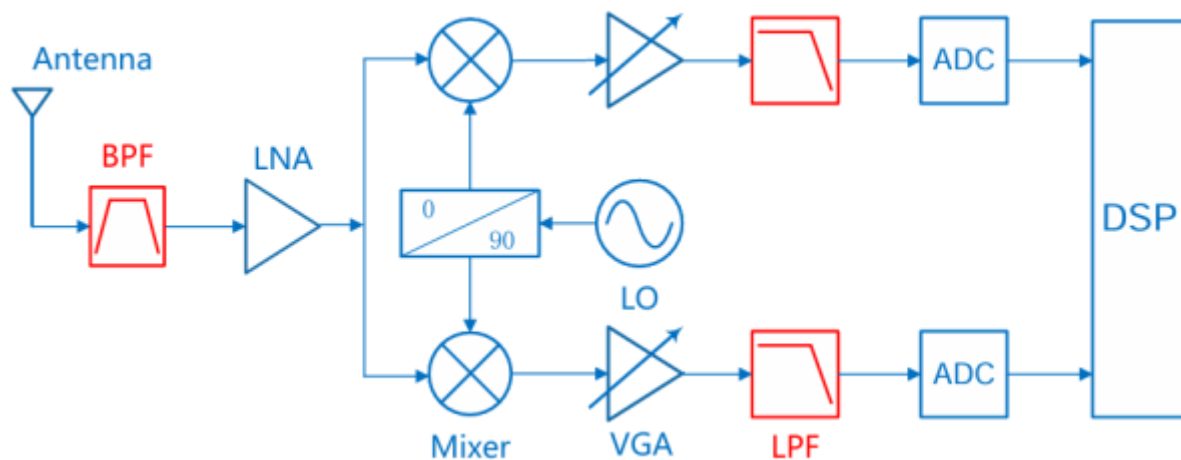 Antenna
BPF
LNA
0
90
LO
Mixer
VGA
LPF
ADC
ADC
DSP